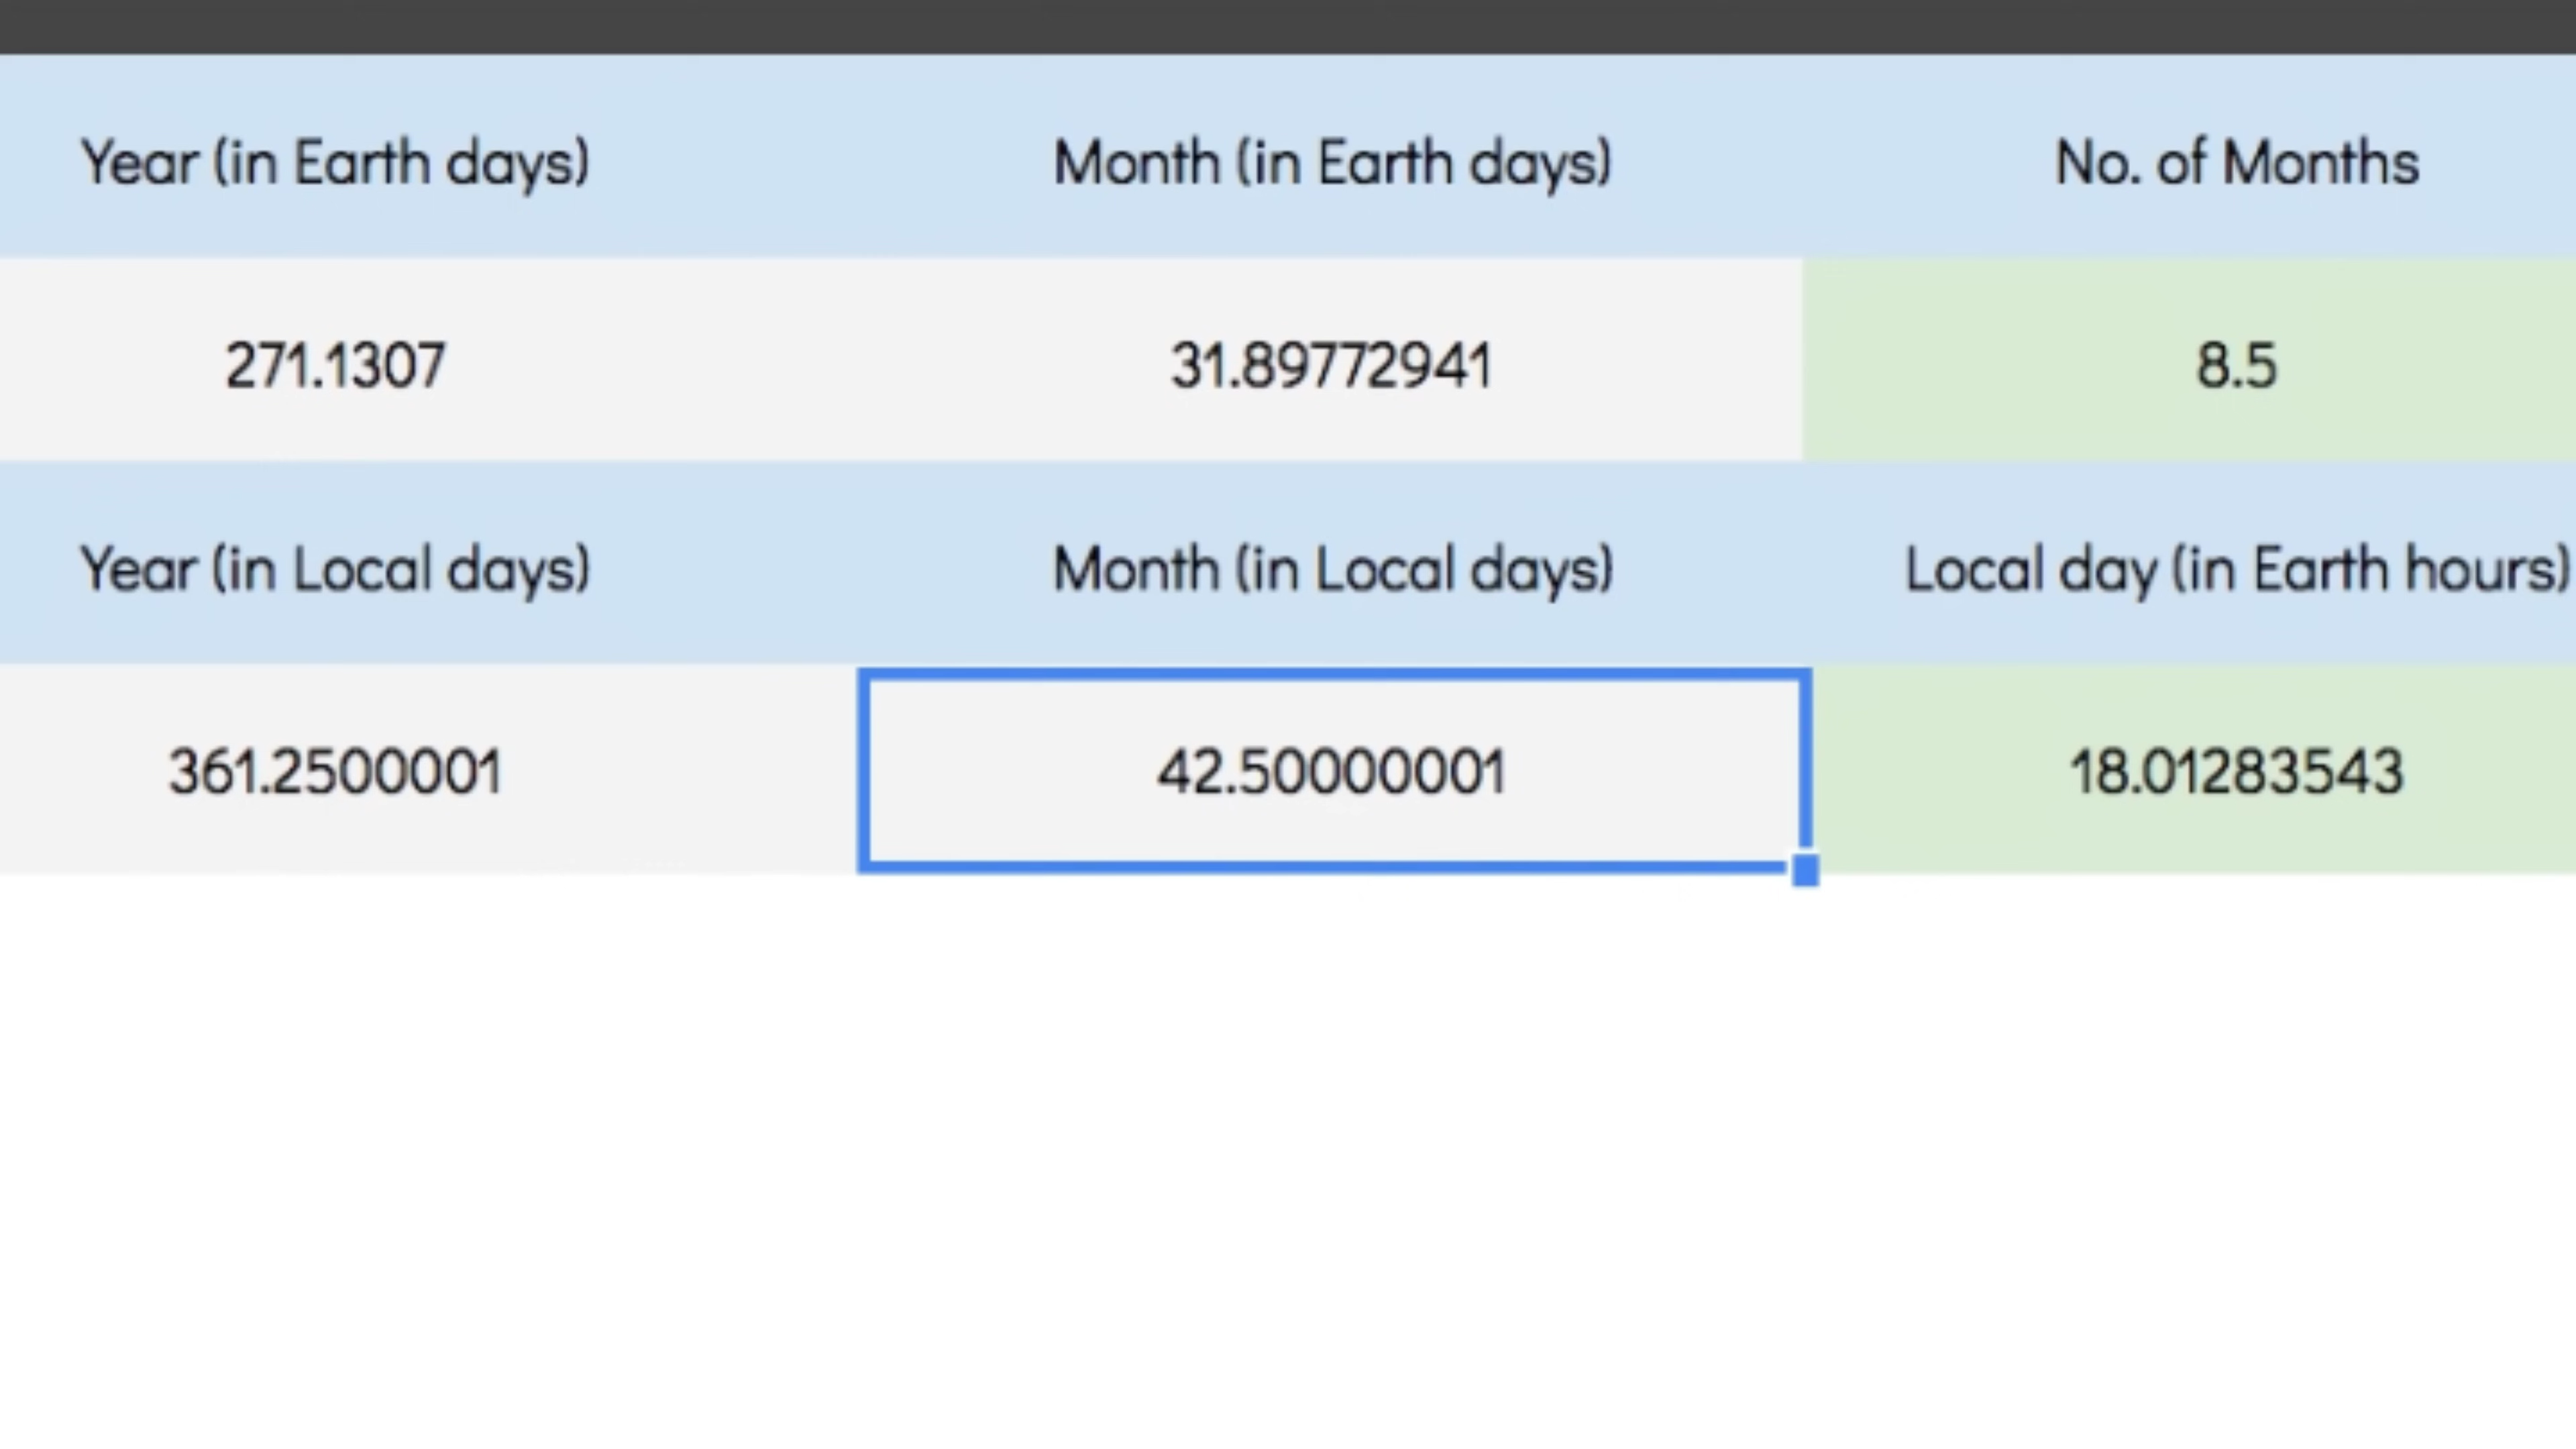 Year (in Earth days) Month (in Earth days) No. of Months
271.1307 31.89772941 8.5
Year (in Local days) Month (in Local days) Local day (in Earth hours)
361.2500001 42.50000001 18.01283543